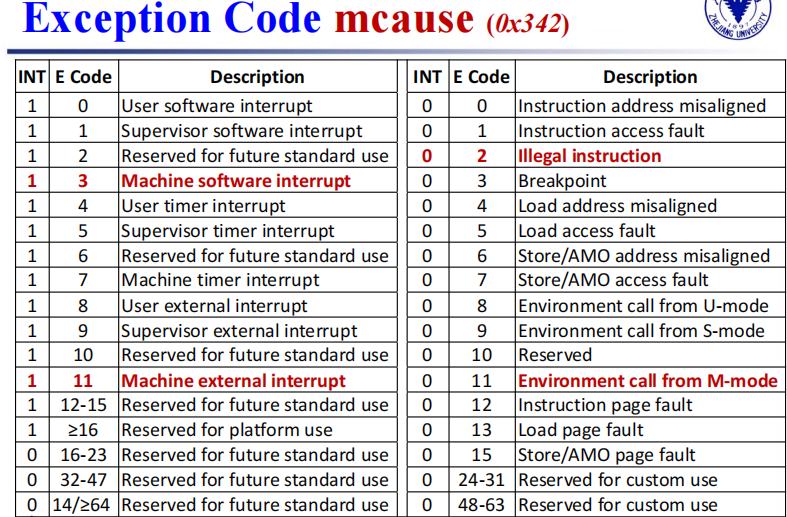 Exception Code mcause (0x342)
ZHEJIANG UNIVERSITY
1897
INT E Code Description INT E Code Description
1 0 User software interrupt 0 0 Instruction address misaligned
1 1 Supervisor software interrupt 0 1 Instruction access fault
1 2 Reserved for future standard use 0 2 Illegal instruction
1 3 Machine software interrupt 0 3 Breakpoint
1 4 User timer interrupt 0 4 Load address misaligned
1 5 Supervisor timer interrupt 0 5 Load access fault
1 6 Reserved for future standard use 0 6 Store/AMO address misaligned
1 7 Machine timer interrupt 0 7 Store/AMO access fault
1 8 User external interrupt 0 8 Environment call from U-mode
1 9 Supervisor external interrupt 0 9 Environment call from S-mode
1 10 Reserved for future standard use 0 10 Reserved
1 11 Machine external interrupt 0 11 Environment call from M-mode
1 12-15 Reserved for future standard use 0 12 Instruction page fault
1 ≥16 Reserved for platform use 0 13 Load page fault
0 16-23 Reserved for future standard use 0 15 Store/AMO page fault
0 32-47 Reserved for future standard use 0 24-31 Reserved for custom use
0 14/≥64 Reserved for future standard use 0 48-63 Reserved for custom use